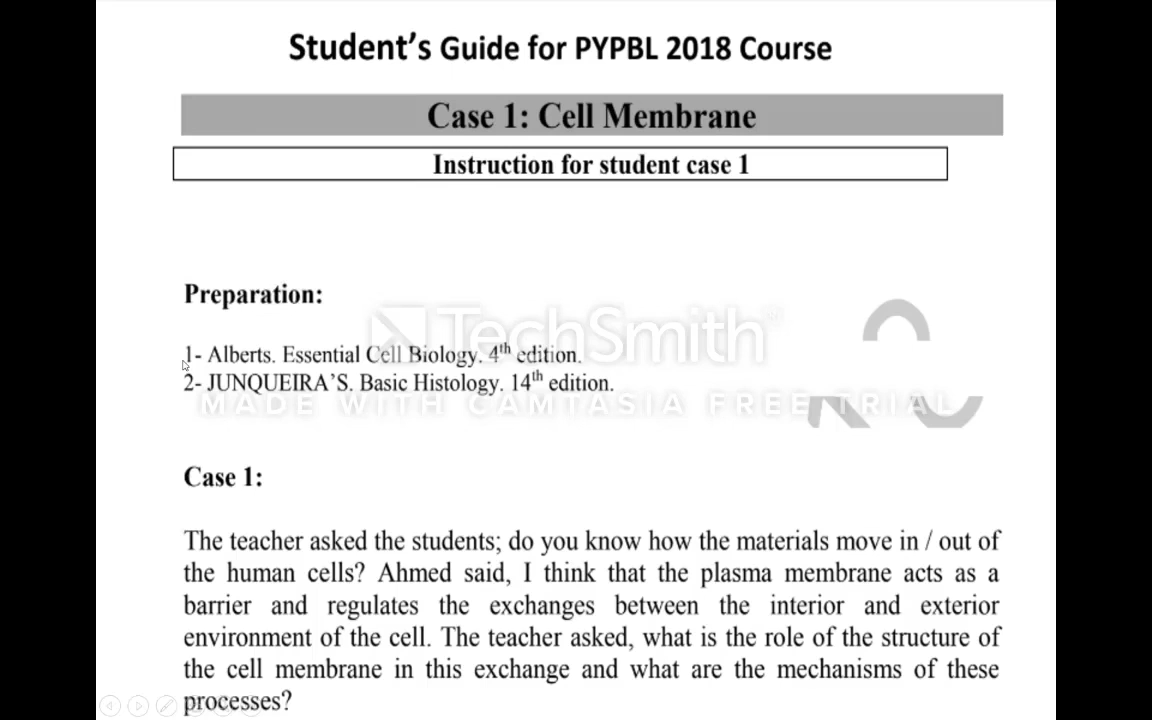 Student's Guide for PYPBL 2018 Course
Case 1: Cell Membrane
Instruction for student case 1
Preparation:
TechSmith®
1- Alberts. Essential Cell Biology. 4th edition.
2- JUNQUEIRA'S. Basic Histology. 14th edition.
MADE WITH CAMTASIA FREE TRIAL
Case 1:
The teacher asked the students; do you know how the materials move in / out of
the human cells? Ahmed said, I think that the plasma membrane acts as a
barrier and regulates the exchanges between the interior and exterior
environment of the cell. The teacher asked, what is the role of the structure of
the cell membrane in this exchange and what are the mechanisms of these
processes?